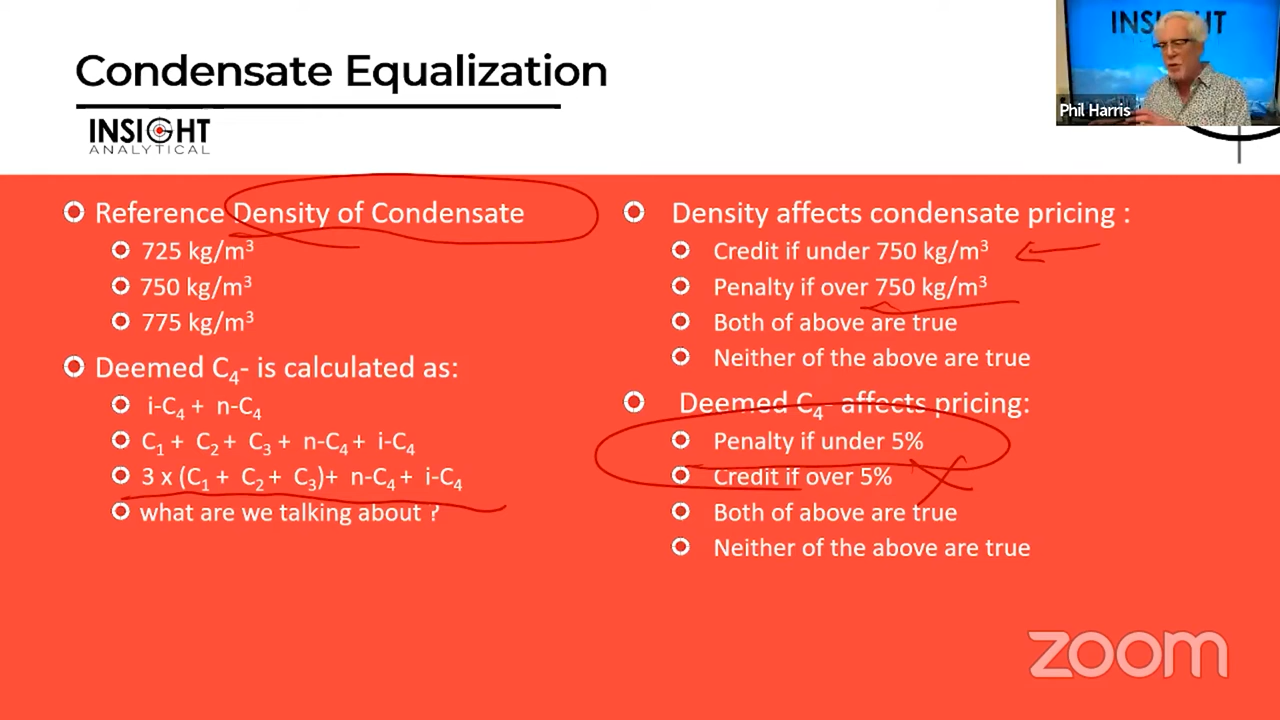 Condensate Equalization
INSIGHT
ANALYTICAL
INSIGHT
Phil Harris
Reference Density of Condensate
725 kg/m³
750 kg/m³
775 kg/m³
Deemed C₄- is calculated as:
i-C₄ + n-C₄
C₁ + C₂ + C₃ + n-C₄ + i-C₄
3 x (C₁ + C₂ + C₃)+ n-C₄ + i-C₄
what are we talking about ?
Density affects condensate pricing :
Credit if under 750 kg/m³
Penalty if over 750 kg/m³
Both of above are true
Neither of the above are true
Deemed C₄- affects pricing:
Penalty if under 5%
Credit if over 5%
Both of above are true
Neither of the above are true
zoom